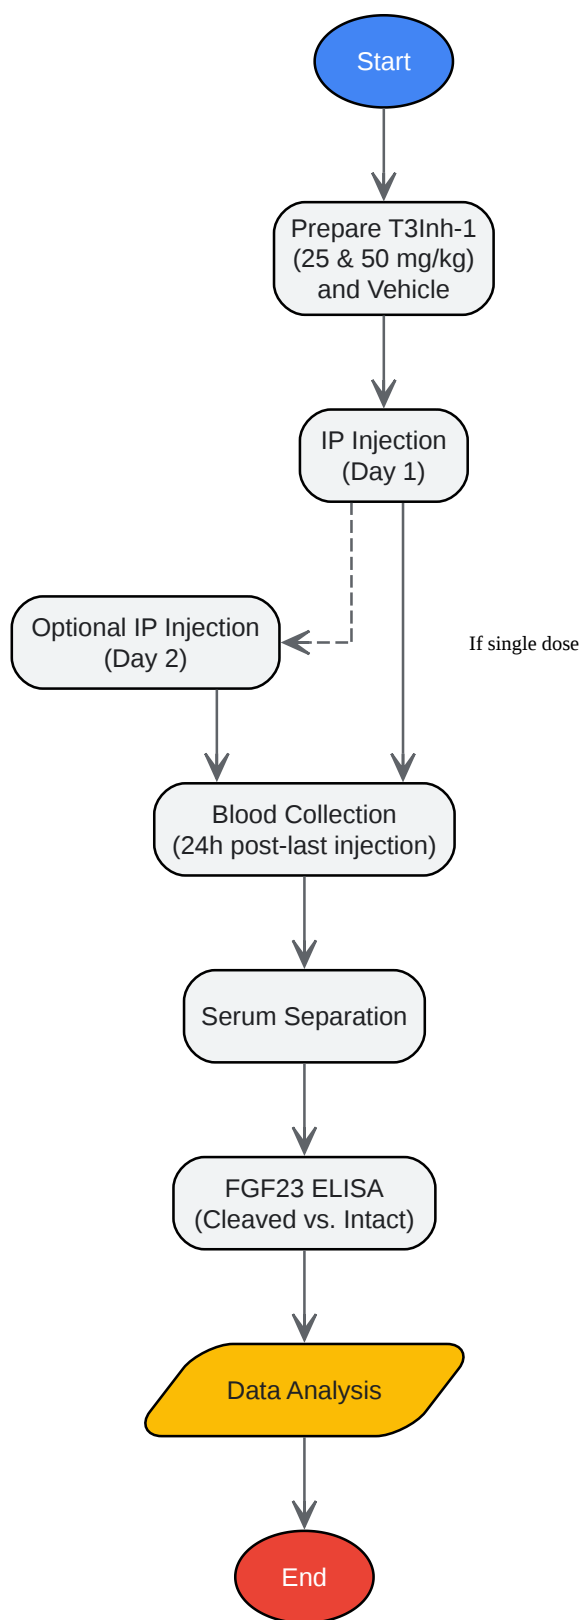 Start
Prepare T3Inh-1
(25 & 50 mg/kg)
and Vehicle
IP Injection
(Day 1)
Optional IP Injection
(Day 2)
If single dose
Blood Collection
(24h post-last injection)
Serum Separation
FGF23 ELISA
(Cleaved vs. Intact)
Data Analysis
End